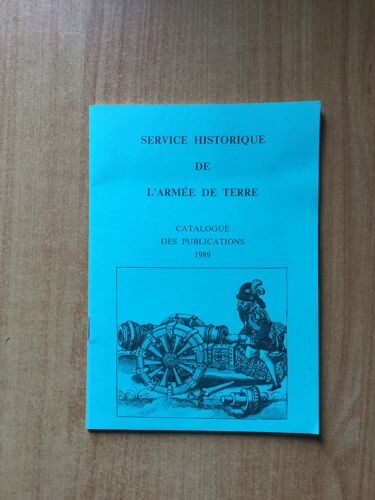 SERVICE HISTORIQUE
DE
L'ARMÉE DE TERRE
CATALOGUE
DES PUBLICATIONS
1989